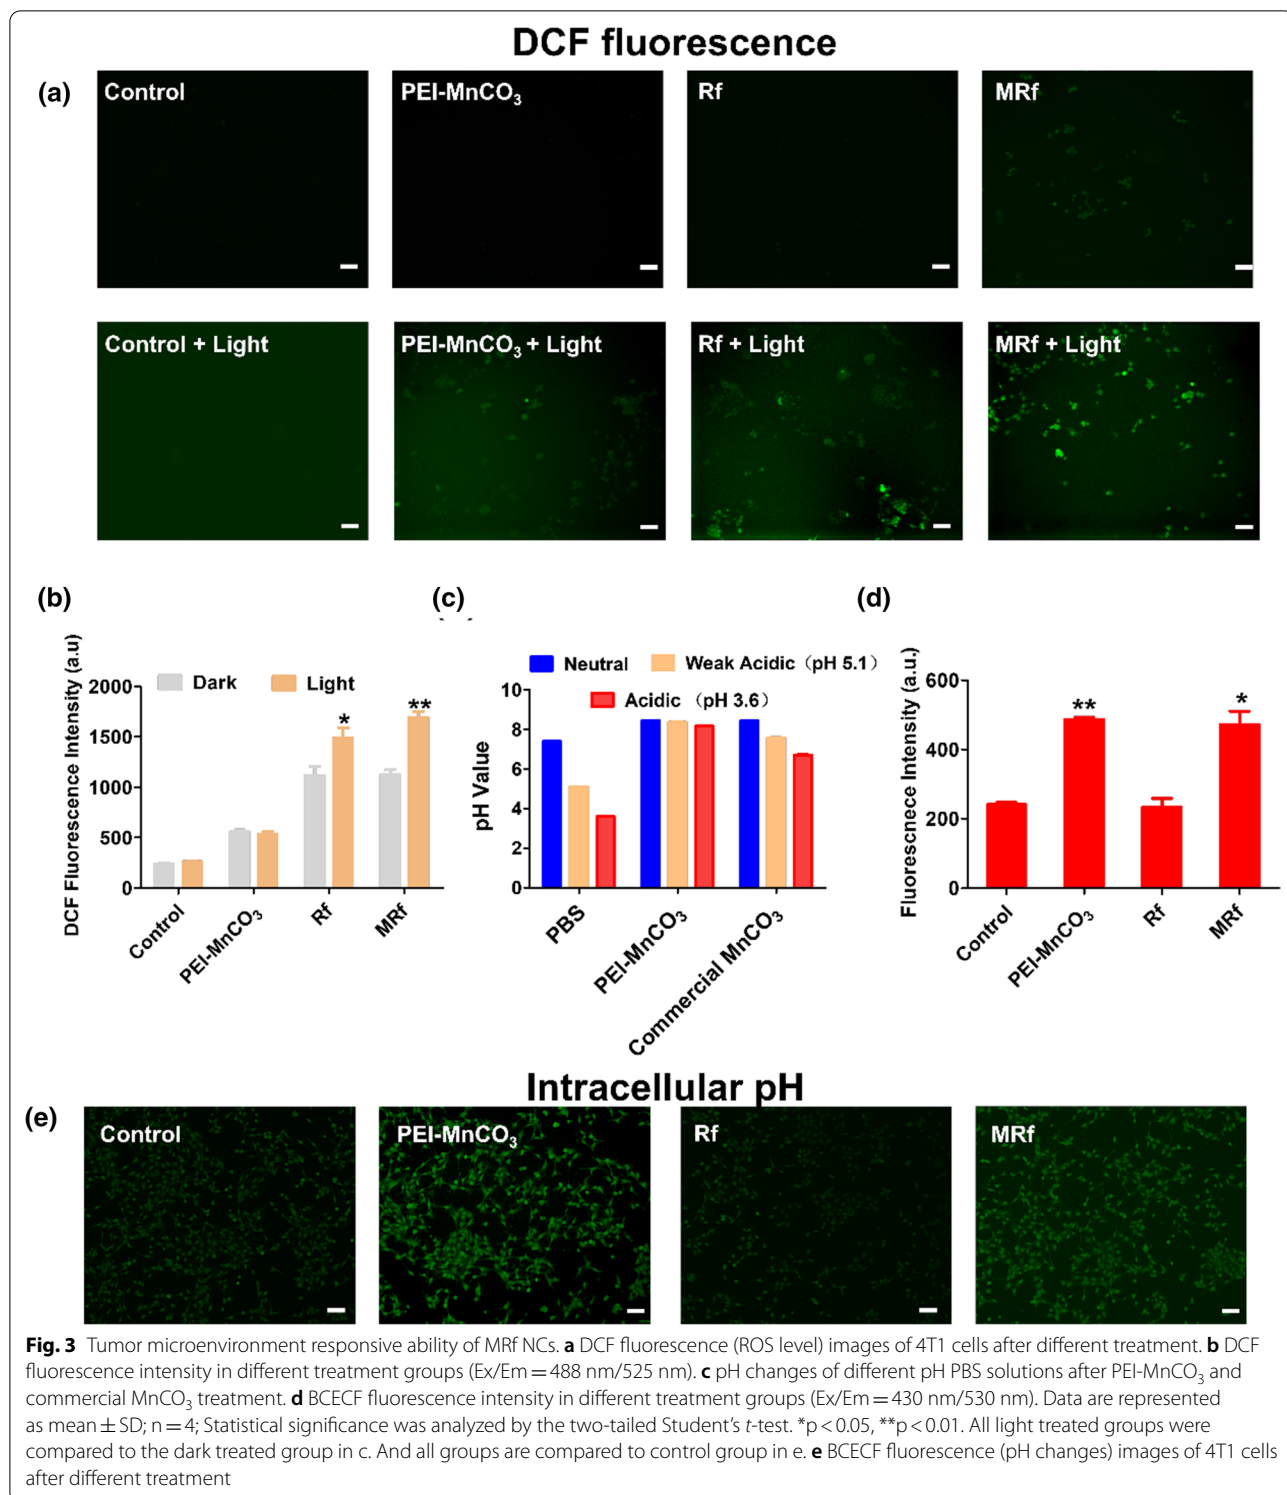 DCF fluorescence
(a)
Control
PEI-MnCO₃
Rf
MRf
Control + Light
PEI-MnCO₃ + Light
Rf + Light
MRf + Light
(b)
DCF Fluorescence Intensity (a.u)
Dark
Light
2000
1500
1000
500
0
*
**
Control
PEI-MnCO₃
Rf
MRf
(c)
Neutral
Weak Acidic（pH 5.1）
Acidic （pH 3.6）
pH Value
10
8
6
4
2
0
PBS
PEI-MnCO₃
Commercial MnCO₃
(d)
Fluorescnece Intensity (a.u.)
600
400
200
0
**
*
Control
PEI-MnCO₃
Rf
MRf
Intracellular pH
(e)
Control
PEI-MnCO₃
Rf
MRf
Fig. 3 Tumor microenvironment responsive ability of MRf NCs. a DCF fluorescence (ROS level) images of 4T1 cells after different treatment. b DCF
fluorescence intensity in different treatment groups (Ex/Em = 488 nm/525 nm). c pH changes of different pH PBS solutions after PEI-MnCO₃ and
commercial MnCO₃ treatment. d BCECF fluorescence intensity in different treatment groups (Ex/Em = 430 nm/530 nm). Data are represented
as mean ± SD; n = 4; Statistical significance was analyzed by the two-tailed Student's t-test. *p < 0.05, **p < 0.01. All light treated groups were
compared to the dark treated group in c. And all groups are compared to control group in e. e BCECF fluorescence (pH changes) images of 4T1 cells
after different treatment